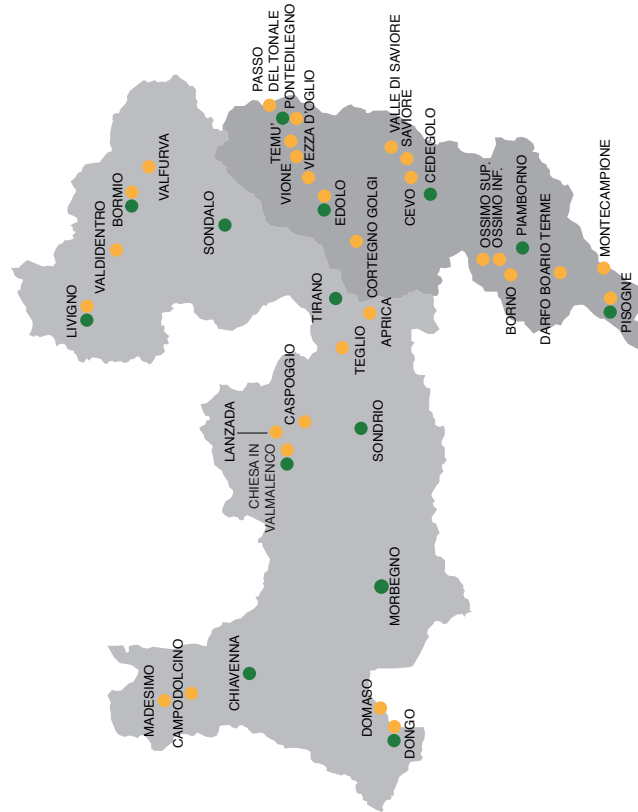 LIVIGNO
VALDIDENTRO
BORMIO
VALFURVA
SONDALO
PASSO
DEL TONALE
PONTEDILEGNO
TEMU'
VIONE
VEZZA D'OGLIO
EDOLO
CORTEGNO GOLGI
VALLE DI SAVIORE
SAVIORE
CEVO
CEDEGOLO
TIRANO
APRICA
TEGLIO
LANZADA
CASPOGGIO
CHIESA IN
VALMALENCO
SONDRIO
OSSIMO SUP.
OSSIMO INF.
BORNO
PIAMBORNO
DARFO BOARIO TERME
MONTECAMPIONE
PISOGNE
MORBEGNO
MADESIMO
CAMPODOLCINO
CHIAVENNA
DOMASO
DONGO